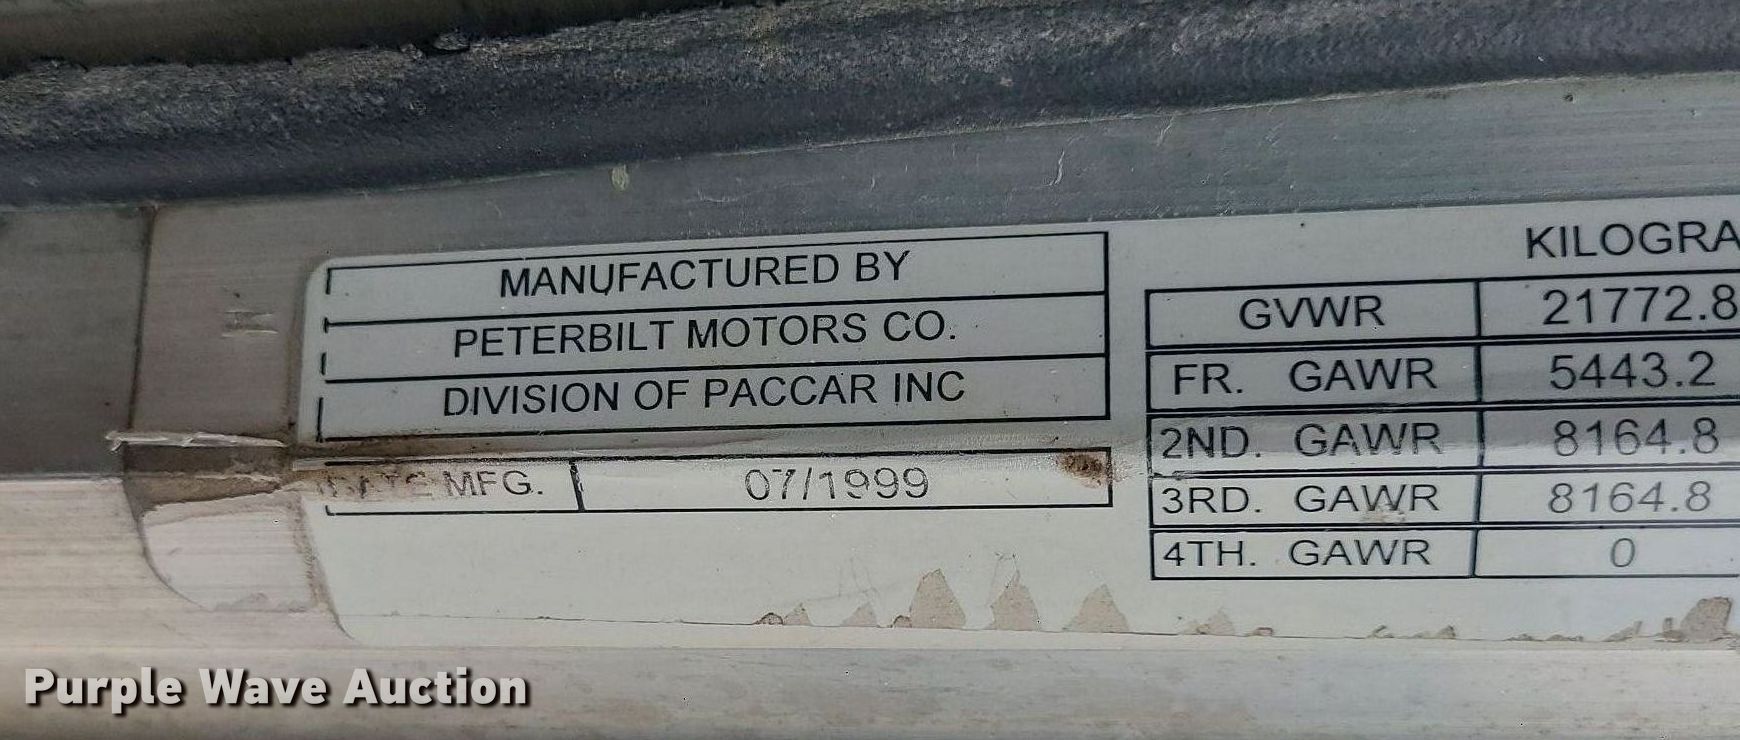 MANUFACTURED BY
PETERBILT MOTORS CO.
DIVISION OF PACCAR INC
MFG. 07/1999
KILOGRA
GVWR 21772.8
FR. GAWR 5443.2
2ND. GAWR 8164.8
3RD. GAWR 8164.8
4TH. GAWR 0
Purple Wave Auction